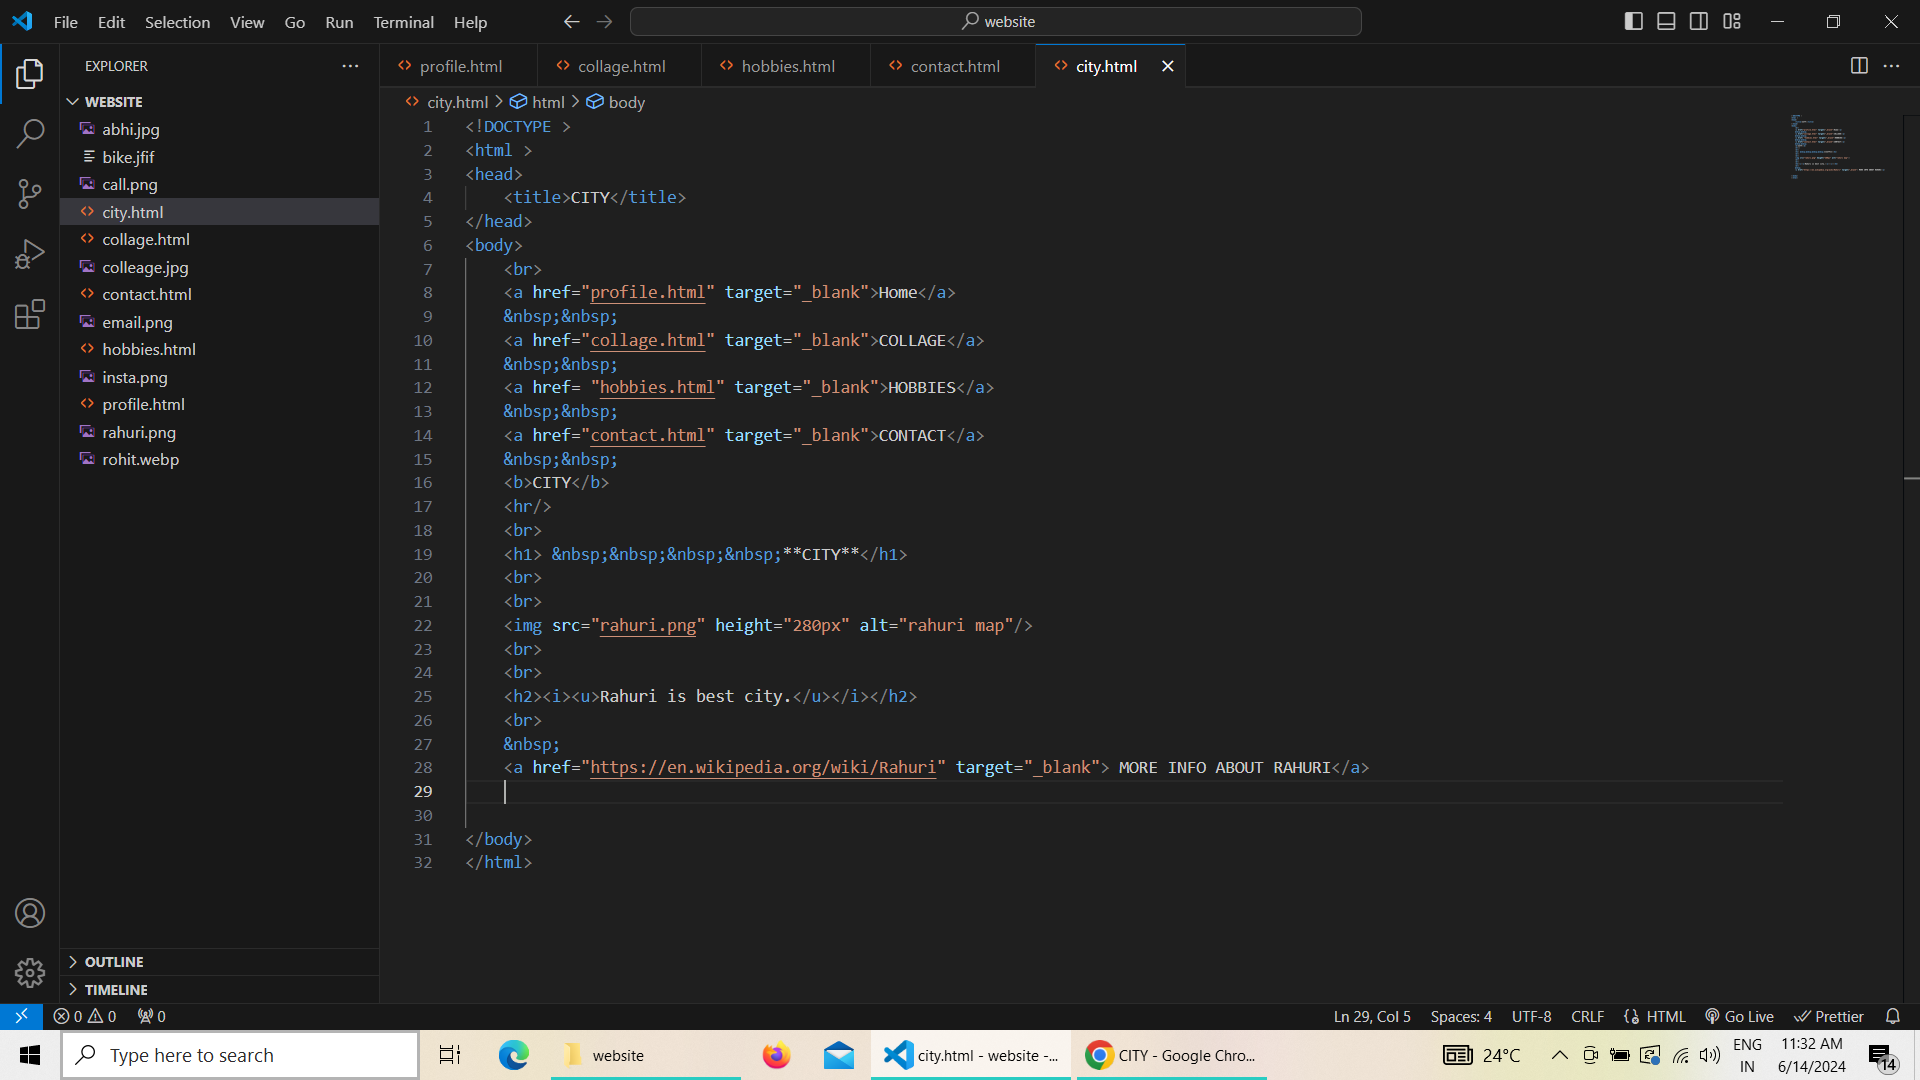 File Edit Selection View Go Run Terminal Help
website
EXPLORER
WEBSITE
abhi.jpg
bike.jfif
call.png
city.html
collage.html
colleage.jpg
contact.html
email.png
hobbies.html
insta.png
profile.html
rahuri.png
rohit.webp
OUTLINE
TIMELINE
profile.html collage.html hobbies.html contact.html city.html
city.html > html > body
1 <!DOCTYPE >
2 <html >
3 <head>
4 <title>CITY</title>
5 </head>
6 <body>
7 <br>
8 <a href="profile.html" target="_blank">Home</a>
9 &nbsp;&nbsp;
10 <a href="collage.html" target="_blank">COLLAGE</a>
11 &nbsp;&nbsp;
12 <a href= "hobbies.html" target="_blank">HOBBIES</a>
13 &nbsp;&nbsp;
14 <a href="contact.html" target="_blank">CONTACT</a>
15 &nbsp;&nbsp;
16 <b>CITY</b>
17 <hr/>
18 <br>
19 <h1> &nbsp;&nbsp;&nbsp;&nbsp;**CITY**</h1>
20 <br>
21 <br>
22 <img src="rahuri.png" height="280px" alt="rahuri map"/>
23 <br>
24 <br>
25 <h2><i><u>Rahuri is best city.</u></i></h2>
26 <br>
27 &nbsp;
28 <a href="https://en.wikipedia.org/wiki/Rahuri" target="_blank"> MORE INFO ABOUT RAHURI</a>
29
30
31 </body>
32 </html>
0 0 0 Ln 29, Col 5 Spaces: 4 UTF-8 CRLF HTML Go Live Prettier
Type here to search website city.html - website -... CITY - Google Chro... 24°C ENG 11:32 AM
IN 6/14/2024 14